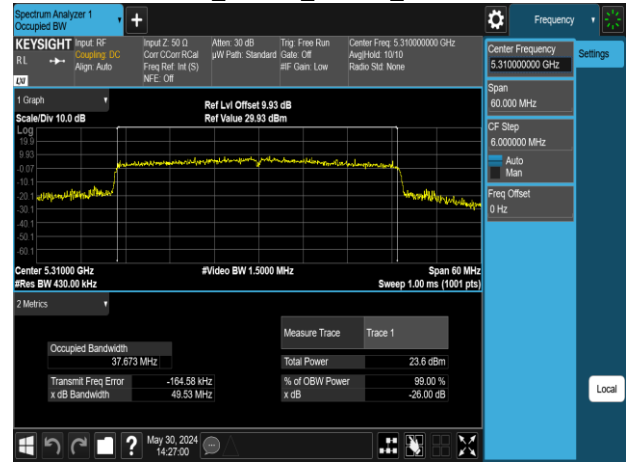 Spectrum Analyzer 1
Occupied BW
Frequency
KEYSIGHT
RL
LXI
Input: RF
Coupling: DC
Align: Auto
Input Z: 50 Ω
Corr CCorr RCal
Freq Ref: Int (S)
NFE: Off
Atten: 30 dB
µW Path: Standard
Trig: Free Run
Gate: Off
#IF Gain: Low
Center Freq: 5.310000000 GHz
Avg|Hold: 10/10
Radio Std: None
Center Frequency
5.310000000 GHz
Settings
Span
60.000 MHz
CF Step
6.000000 MHz
Auto
Man
Freq Offset
0 Hz
1 Graph
Scale/Div 10.0 dB
Ref Lvl Offset 9.93 dB
Ref Value 29.93 dBm
Log
19.9
9.93
-0.07
-10.1
-20.1
-30.1
-40.1
-50.1
-60.1
Center 5.31000 GHz
#Video BW 1.5000 MHz
Span 60 MHz
#Res BW 430.00 kHz
Sweep 1.00 ms (1001 pts)
2 Metrics
Measure Trace Trace 1
Occupied Bandwidth
37.673 MHz
Total Power 23.6 dBm
Transmit Freq Error -164.58 kHz
% of OBW Power 99.00 %
x dB Bandwidth 49.53 MHz
x dB -26.00 dB
Local
May 30, 2024
14:27:00